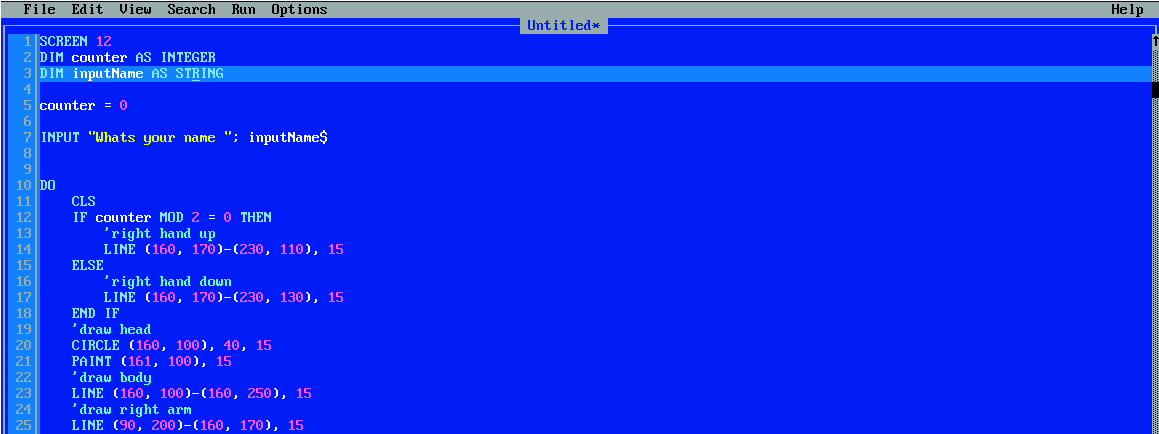 File Edit View Search Run Options Help
Untitled*
1 SCREEN 12
2 DIM counter AS INTEGER
3 DIM inputName AS STRING
4
5 counter = 0
6
7 INPUT "Whats your name "; inputName$
8
9
10 DO
11     CLS
12     IF counter MOD 2 = 0 THEN
13         'right hand up
14         LINE (160, 170)-(230, 110), 15
15     ELSE
16         'right hand down
17         LINE (160, 170)-(230, 130), 15
18     END IF
19     'draw head
20     CIRCLE (160, 100), 40, 15
21     PAINT (161, 100), 15
22     'draw body
23     LINE (160, 100)-(160, 250), 15
24     'draw right arm
25     LINE (90, 200)-(160, 170), 15